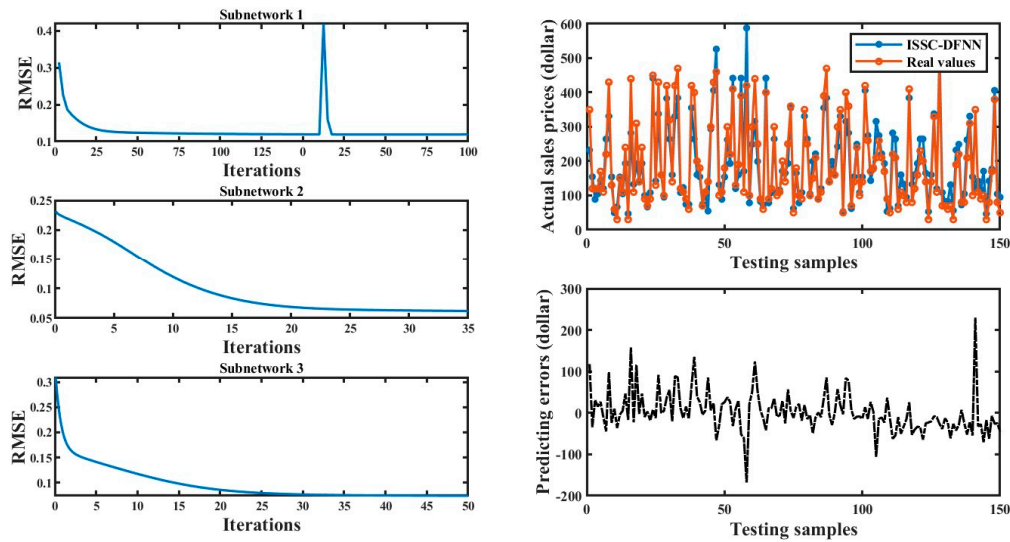 Subnetwork 1
0.4
0.3
0.2
0.1
RMSE
0 25 50 75 100 0 25 50 75 100
Iterations
Subnetwork 2
0.25
0.2
0.15
0.1
0.05
RMSE
0 5 10 15 20 25 30 35
Iterations
Subnetwork 3
0.3
0.25
0.2
0.15
0.1
RMSE
0 5 10 15 20 25 30 35 40 45 50
Iterations
600
500
400
300
200
100
0
Actual sales prices (dollar)
ISSC-DFNN
Real values
0 50 100 150
Testing samples
300
200
100
0
-100
-200
Predicting errors (dollar)
0 50 100 150
Testing samples